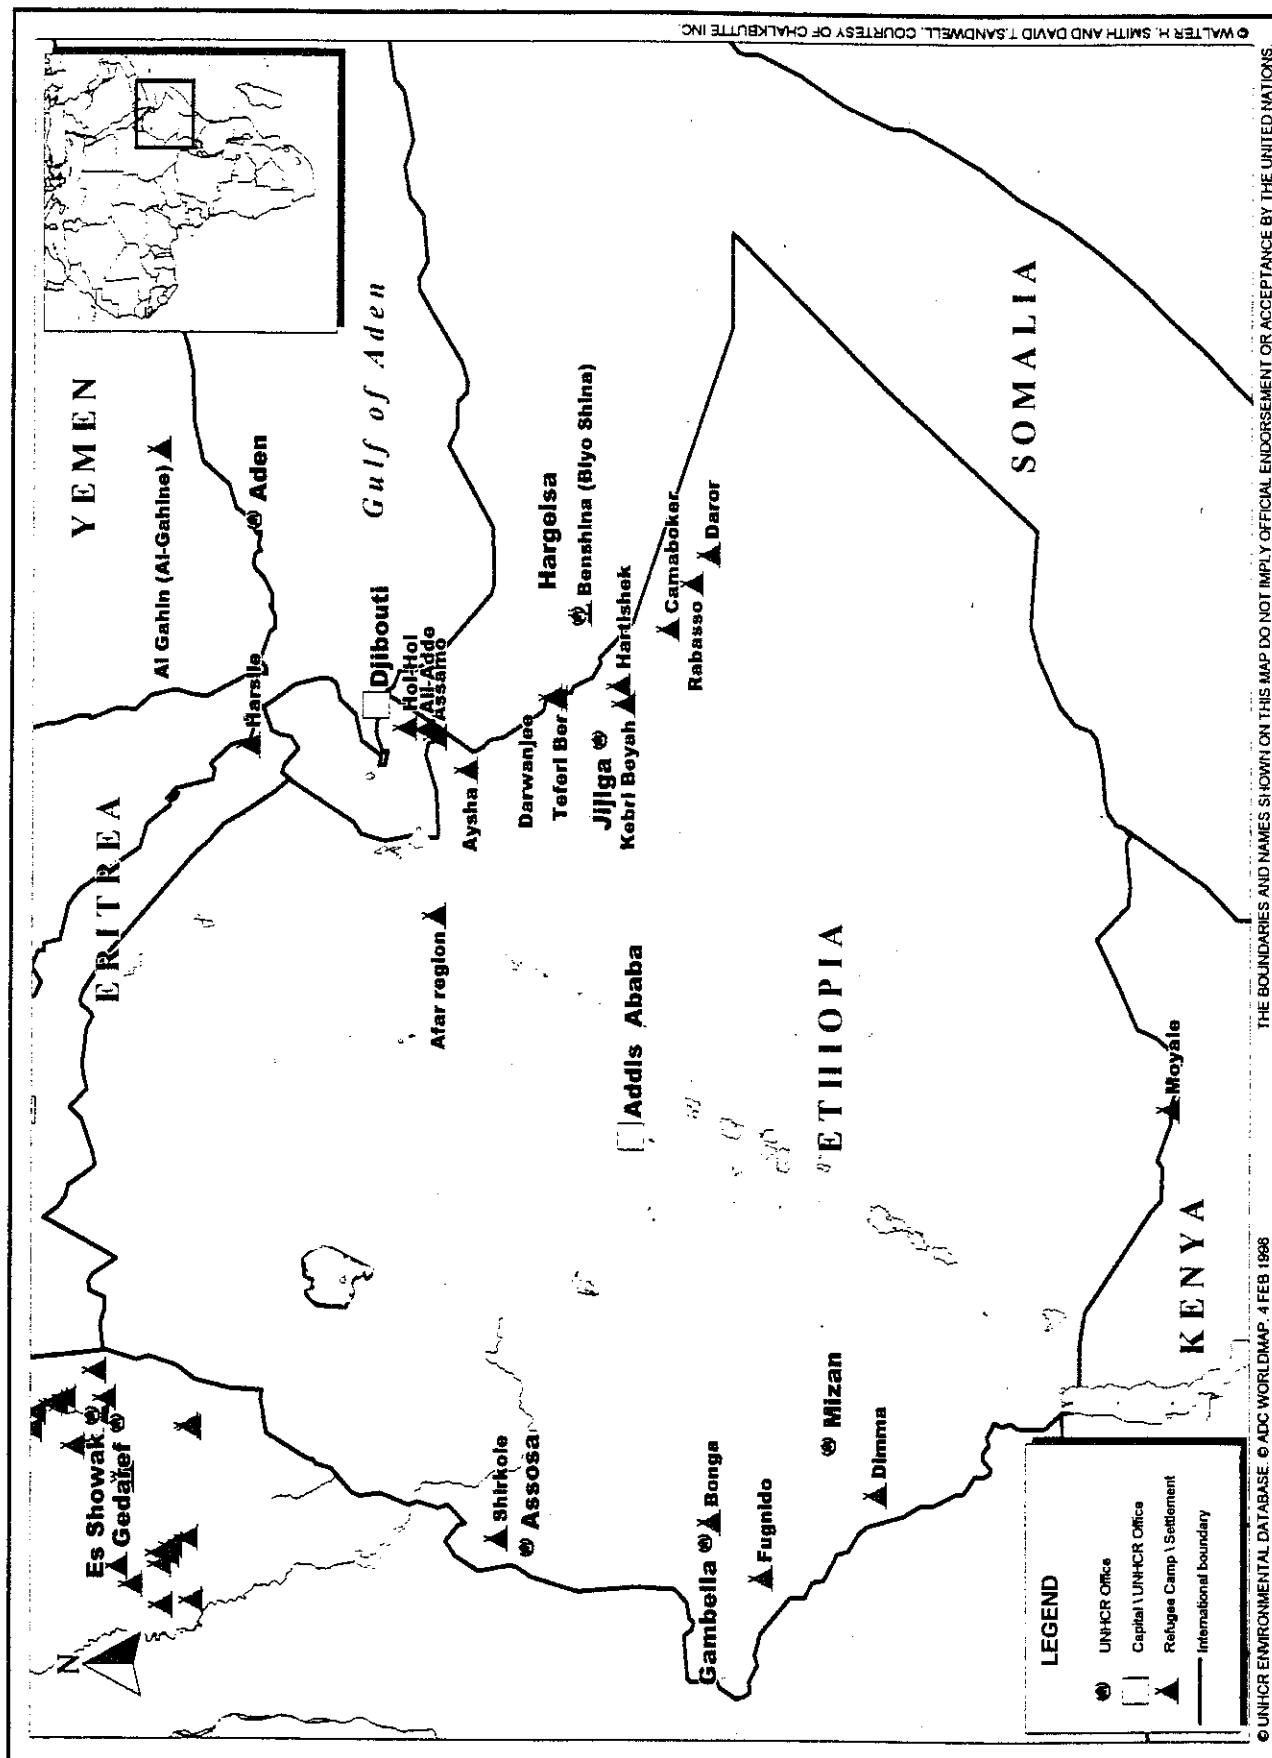 N
YEMEN
Al Gahin (Al-Gahine)
Aden
ERITREA
Harsile
Gulf of Aden
Es Showak
Gedaref
Djibouti
Hol-Hol
Ali-Adde
Assamo
Afar region
Aysha
Shirkole
Assosa
Darwanjee
Teferi Ber
Hargeisa
Benshina (Biyo Shina)
Jijiga
Kebri Beyah
Hartishek
Addis Ababa
Camaboker
Rabasso
Daror
Gambella
Bonga
Fugnido
Mizan
Dimma
ETHIOPIA
SOMALIA
Moyale
KENYA
LEGEND
UNHCR Office
Capital \ UNHCR Office
Refugee Camp \ Settlement
International boundary
© WALTER H. SMITH AND DAVID T.SANDWELL. COURTESY OF CHALKBUTTE INC.
© UNHCR ENVIRONMENTAL DATABASE. © ADC WORLDMAP. 4 FEB 1998
THE BOUNDARIES AND NAMES SHOWN ON THIS MAP DO NOT IMPLY OFFICIAL ENDORSEMENT OR ACCEPTANCE BY THE UNITED NATIONS.